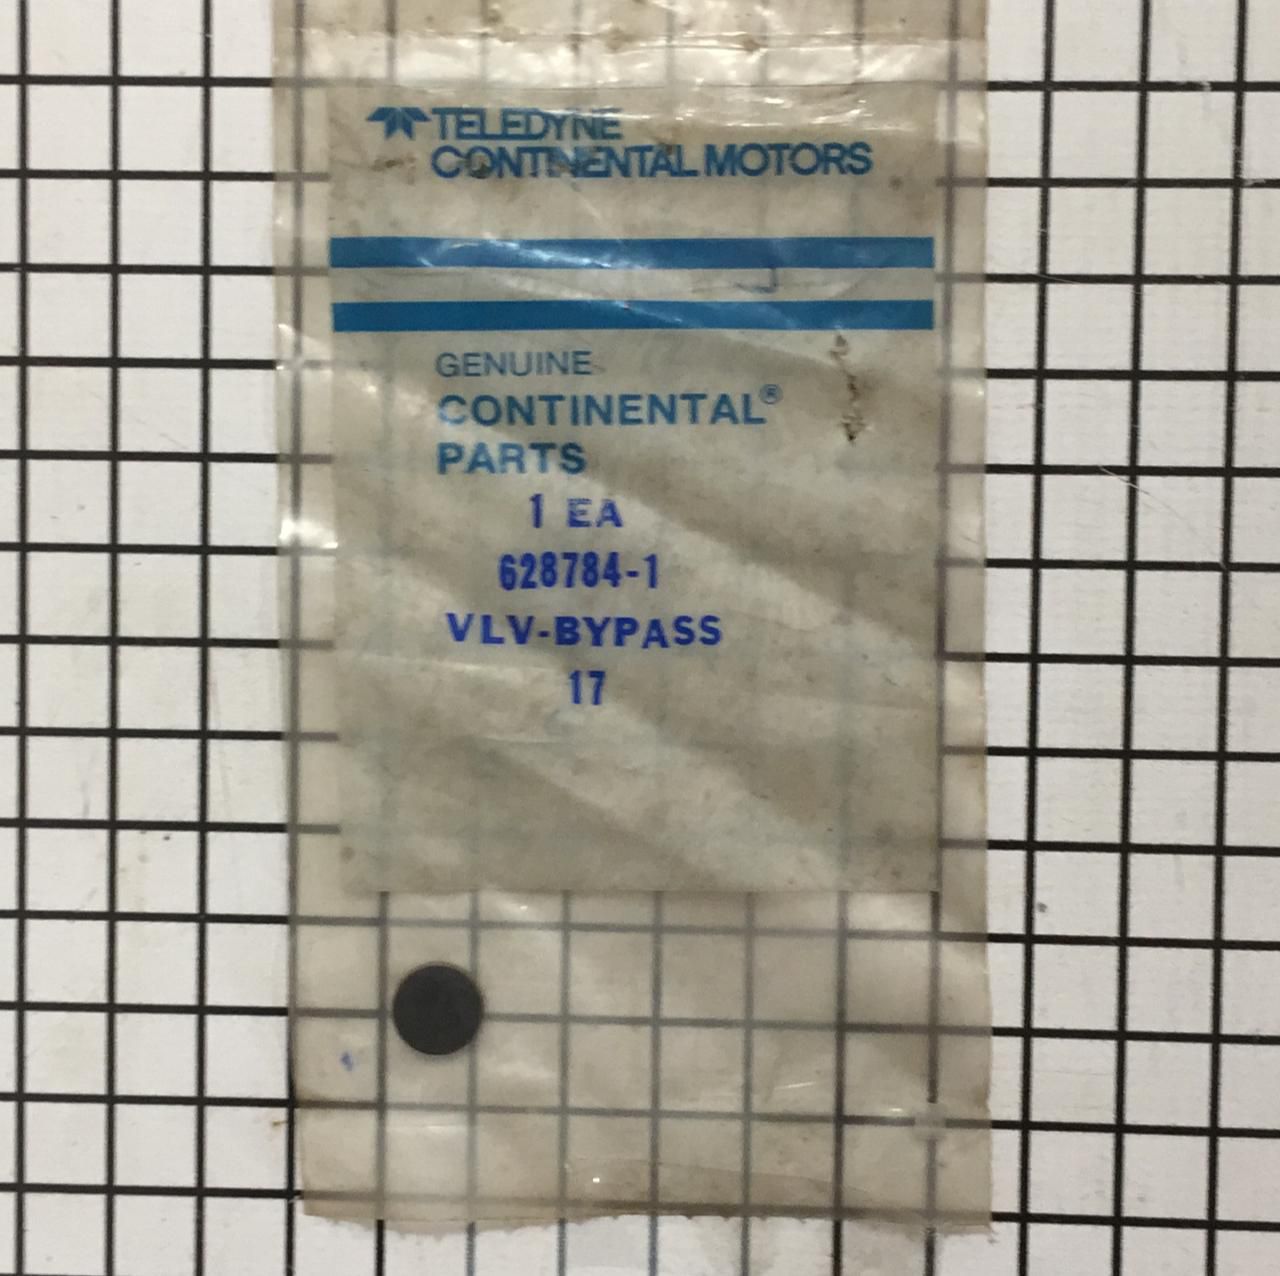 TELEDYNE
CONTINENTAL MOTORS
GENUINE
CONTINENTAL®
PARTS
1 EA
628784-1
VLV-BYPASS
17